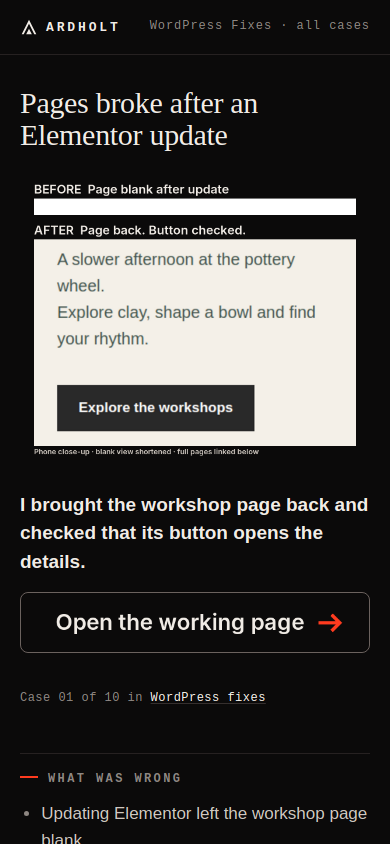 ARDHOLT
WordPress Fixes · all cases
Pages broke after an
Elementor update
BEFORE Page blank after update
AFTER Page back. Button checked.
A slower afternoon at the pottery
wheel.
Explore clay, shape a bowl and find
your rhythm.
Explore the workshops
Phone close-up · blank view shortened · full pages linked below
I brought the workshop page back and
checked that its button opens the
details.
Open the working page
Case 01 of 10 in WordPress fixes
WHAT WAS WRONG
Updating Elementor left the workshop page
blank